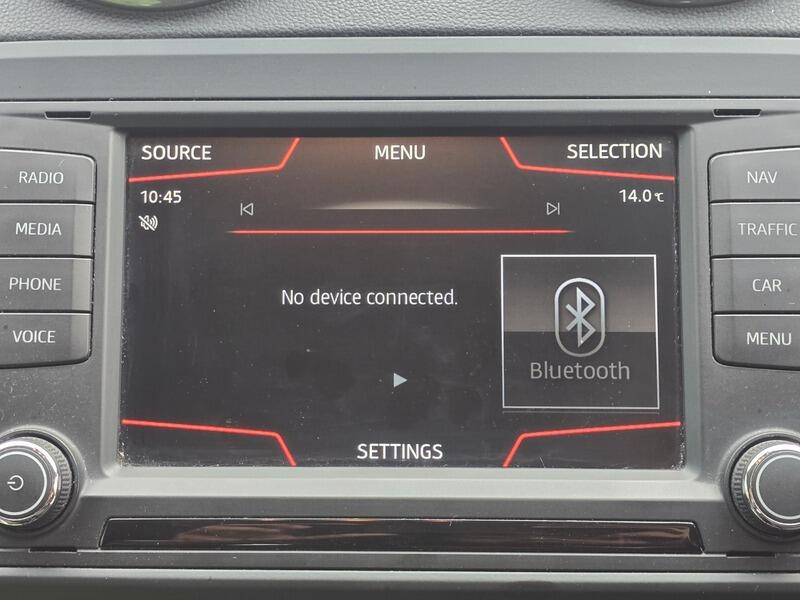 SOURCE MENU SELECTION
10:45 14.0°C
No device connected.
Bluetooth
SETTINGS
RADIO
MEDIA
PHONE
VOICE
NAV
TRAFFIC
CAR
MENU